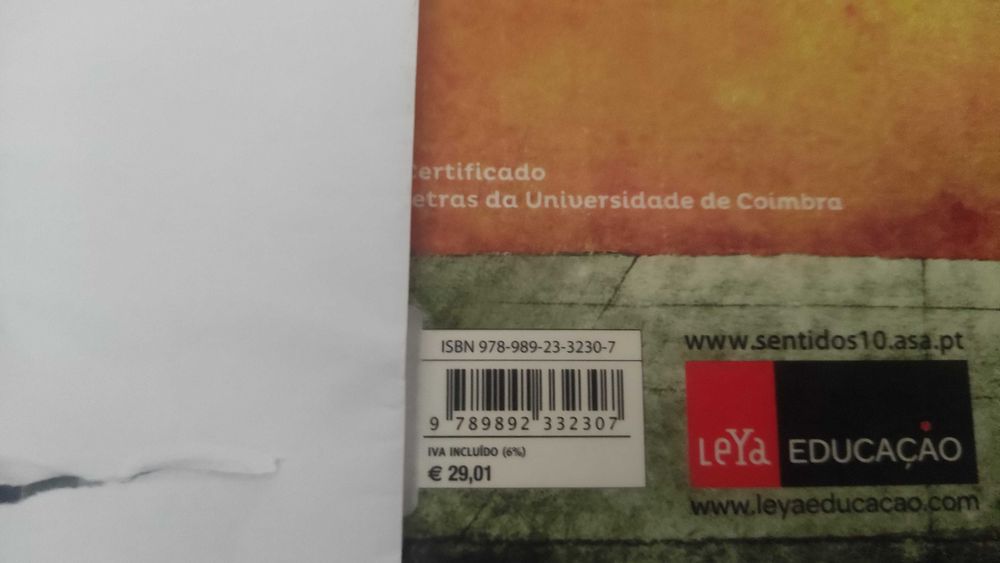 ertificado
etras da Universidade de Coimbra
ISBN 978-989-23-3230-7
9 789892 332307
IVA INCLUÍDO (6%)
€ 29,01
www.sentidos10.asa.pt
LeYa EDUCAÇÃO
www.leyaeducacao.com